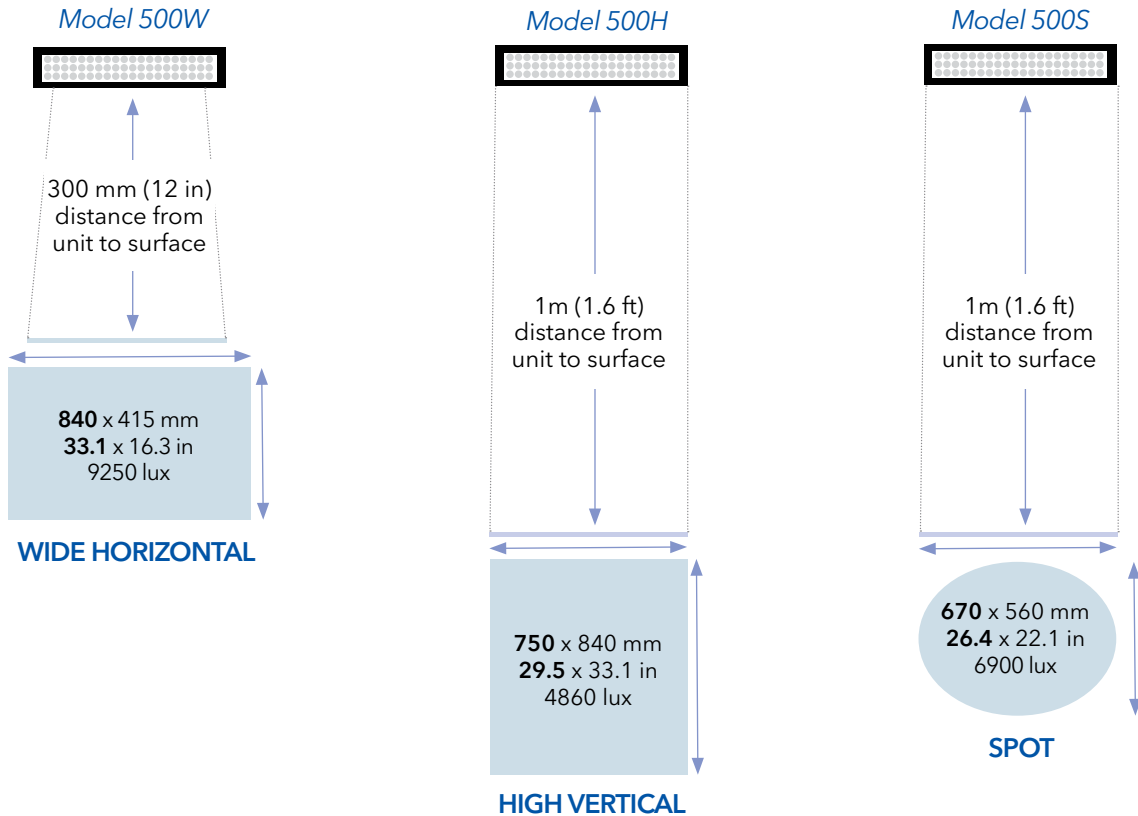 Model 500W
300 mm (12 in)
distance from
unit to surface
840 x 415 mm
33.1 x 16.3 in
9250 lux
WIDE HORIZONTAL
Model 500H
1m (1.6 ft)
distance from
unit to surface
750 x 840 mm
29.5 x 33.1 in
4860 lux
HIGH VERTICAL
Model 500S
1m (1.6 ft)
distance from
unit to surface
670 x 560 mm
26.4 x 22.1 in
6900 lux
SPOT